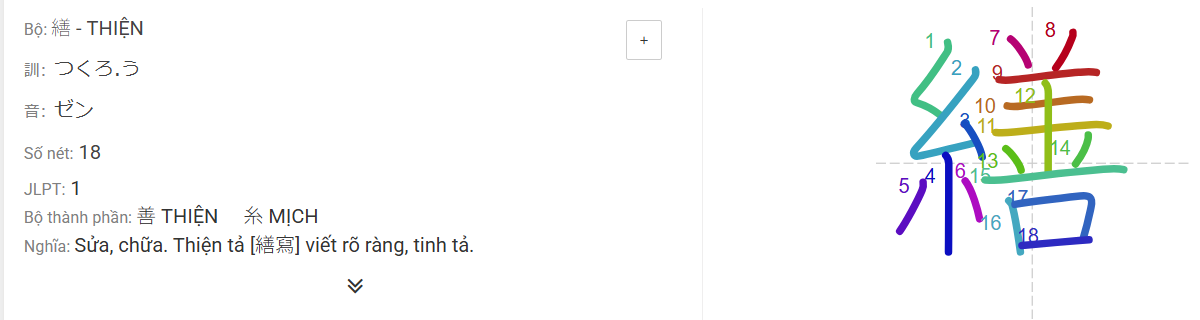 Bộ: 繕 - THIỆN
+
訓: つくろ.う
音: ゼン
Số nét: 18
JLPT: 1
Bộ thành phần: 善 THIỆN 糸 MỊCH
Nghĩa: Sửa, chữa. Thiện tả [繕寫] viết rõ ràng, tinh tả.
繕
1
2
3
4
5
6
7
8
9
10
11
12
13
14
15
16
17
18